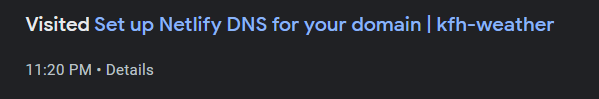 Visited Set up Netlify DNS for your domain | kfh-weather
11:20 PM • Details